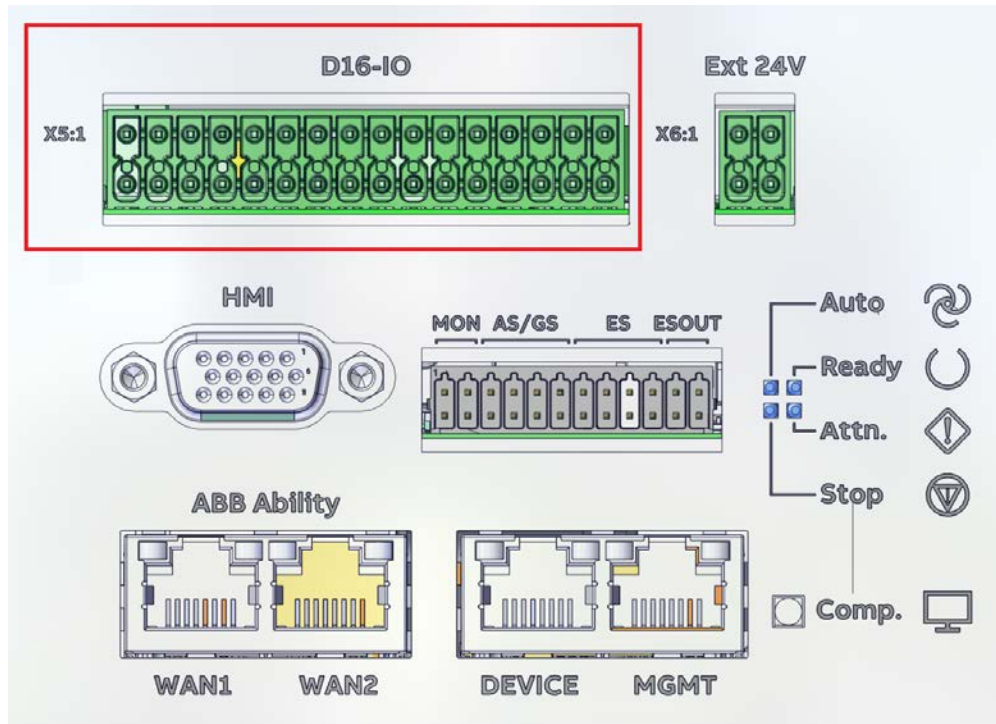 D16-IO
Ext 24V
X5:1
X6:1
HMI
MON AS/GS ES ESOUT
1
Auto
Ready
Attn.
Stop
ABB Ability
Comp.
WAN1
WAN2
DEVICE
MGMT